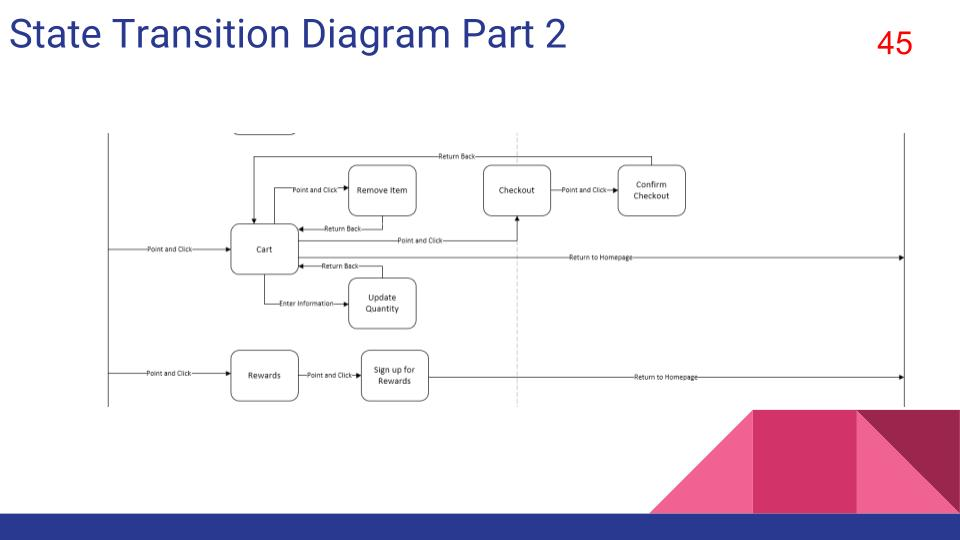 State Transition Diagram Part 2
45
Return Back
Point and Click
Remove Item
Checkout
Point and Click
Confirm
Checkout
Return Back
Point and Click
Point and Click
Cart
Return to Homepage
Return Back
Enter Information
Update
Quantity
Point and Click
Rewards
Point and Click
Sign up for
Rewards
Return to Homepage